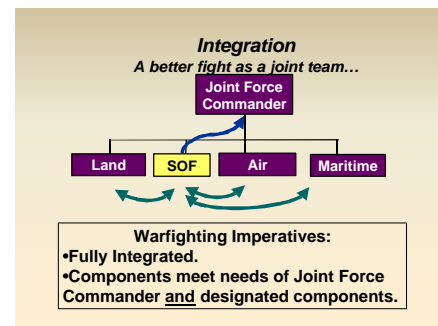 Integration
A better fight as a joint team…
Joint Force
Commander
Land
SOF
Air
Maritime
Warfighting Imperatives:
•Fully Integrated.
•Components meet needs of Joint Force
Commander and designated components.